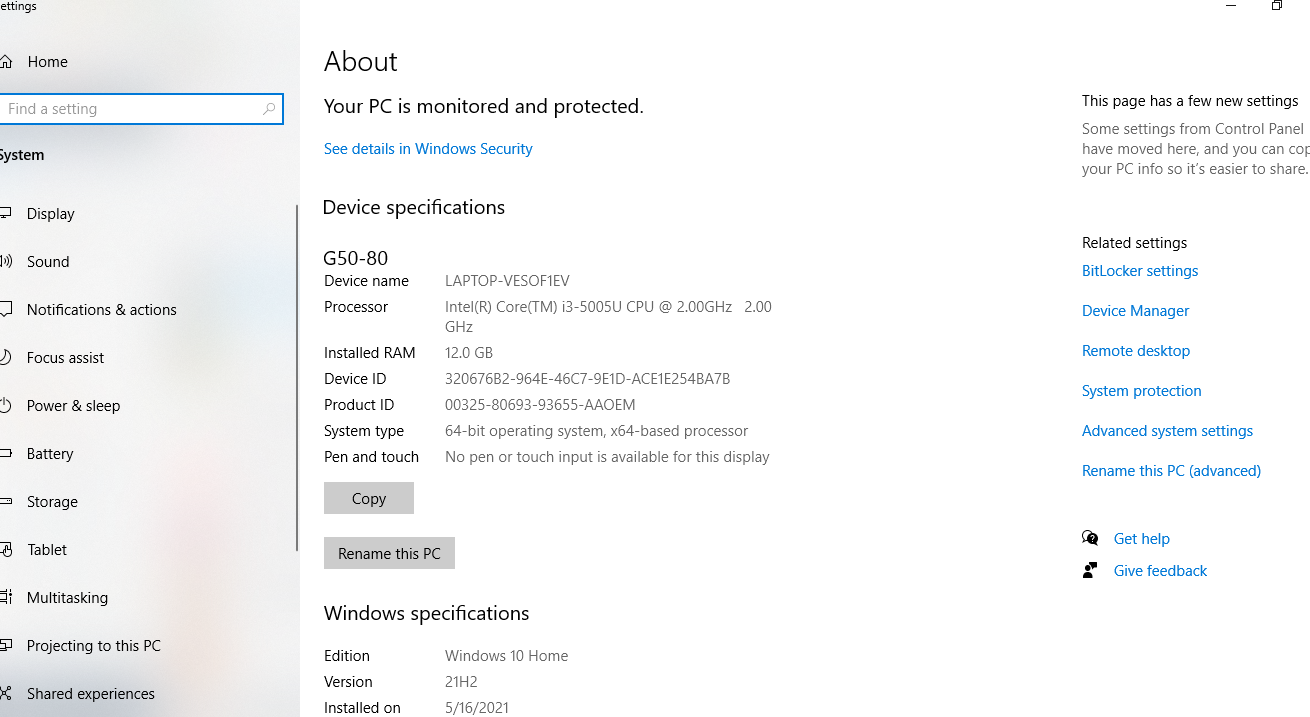 ettings
Home
Find a setting
System
Display
Sound
Notifications & actions
Focus assist
Power & sleep
Battery
Storage
Tablet
Multitasking
Projecting to this PC
Shared experiences
About
Your PC is monitored and protected.
See details in Windows Security
Device specifications
G50-80
Device name LAPTOP-VESOF1EV
Processor Intel(R) Core(TM) i3-5005U CPU @ 2.00GHz 2.00
GHz
Installed RAM 12.0 GB
Device ID 320676B2-964E-46C7-9E1D-ACE1E254BA7B
Product ID 00325-80693-93655-AAOEM
System type 64-bit operating system, x64-based processor
Pen and touch No pen or touch input is available for this display
Copy
Rename this PC
Windows specifications
Edition Windows 10 Home
Version 21H2
Installed on 5/16/2021
This page has a few new settings
Some settings from Control Panel
have moved here, and you can cop
your PC info so it’s easier to share.
Related settings
BitLocker settings
Device Manager
Remote desktop
System protection
Advanced system settings
Rename this PC (advanced)
Get help
Give feedback